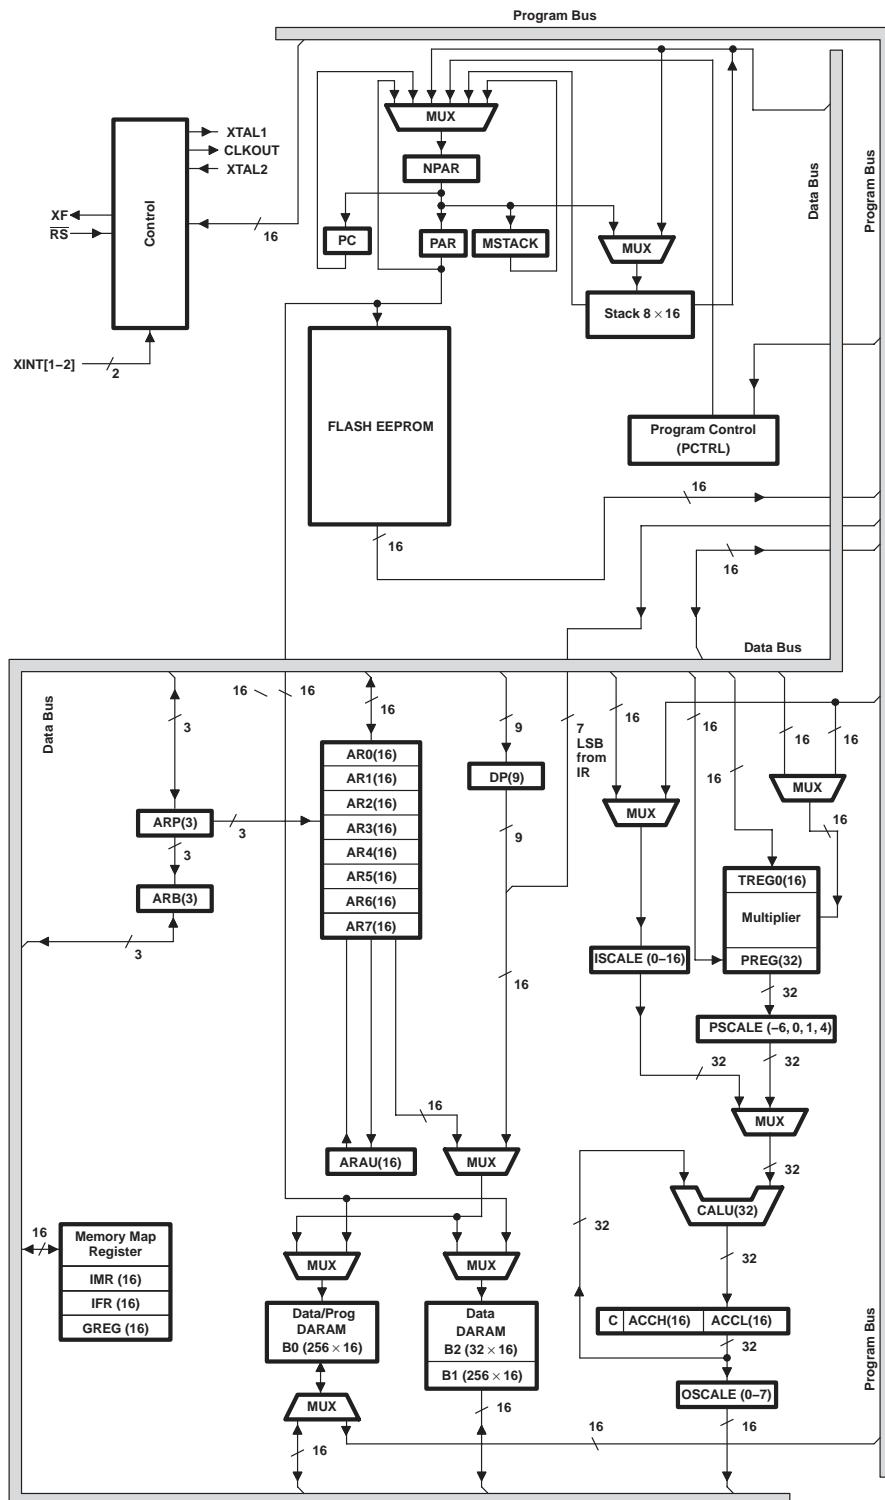 Program Bus
MUX
XTAL1
CLKOUT
XTAL2
NPAR
Control
Data Bus
Program Bus
XF
RS
16
PC
PAR
MSTACK
MUX
Stack 8 × 16
XINT[1–2]
2
FLASH EEPROM
Program Control
(PCTRL)
16
16
16
Data Bus
Data Bus
16
16
3
16
9
7
LSB
from
IR
16
16
16
16
16
AR0(16)
AR1(16)
AR2(16)
AR3(16)
AR4(16)
AR5(16)
AR6(16)
AR7(16)
DP(9)
MUX
MUX
ARP(3)
3
3
9
16
ARB(3)
3
TREG0(16)
Multiplier
PREG(32)
ISCALE (0–16)
16
32
PSCALE (–6, 0, 1, 4)
32
32
16
MUX
ARAU(16)
MUX
32
CALU(32)
32
32
16
Memory Map
Register
IMR (16)
IFR (16)
GREG (16)
MUX
MUX
Data/Prog
DARAM
B0 (256 × 16)
Data
DARAM
B2 (32 × 16)
B1 (256 × 16)
C
ACCH(16)
ACCL(16)
32
OSCALE (0–7)
Program Bus
MUX
16
16
16
16